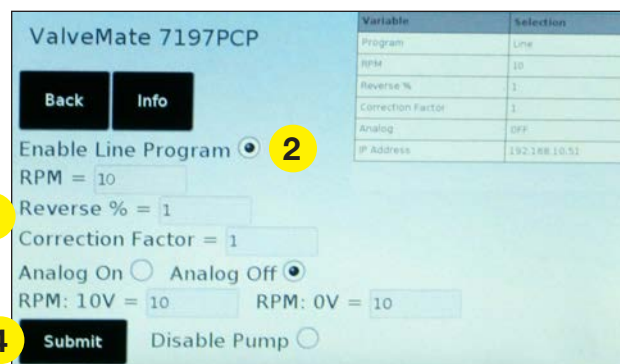 ValveMate 7197PCP
Back Info
Variable Selection
Program Line
RPM 10
Reverse % 1
Correction Factor 1
Analog OFF
IP Address 192.168.10.51
Enable Line Program 2
RPM = 10
Reverse % = 1
Correction Factor = 1
Analog On Analog Off
RPM: 10V = 10 RPM: 0V = 10
4 Submit Disable Pump